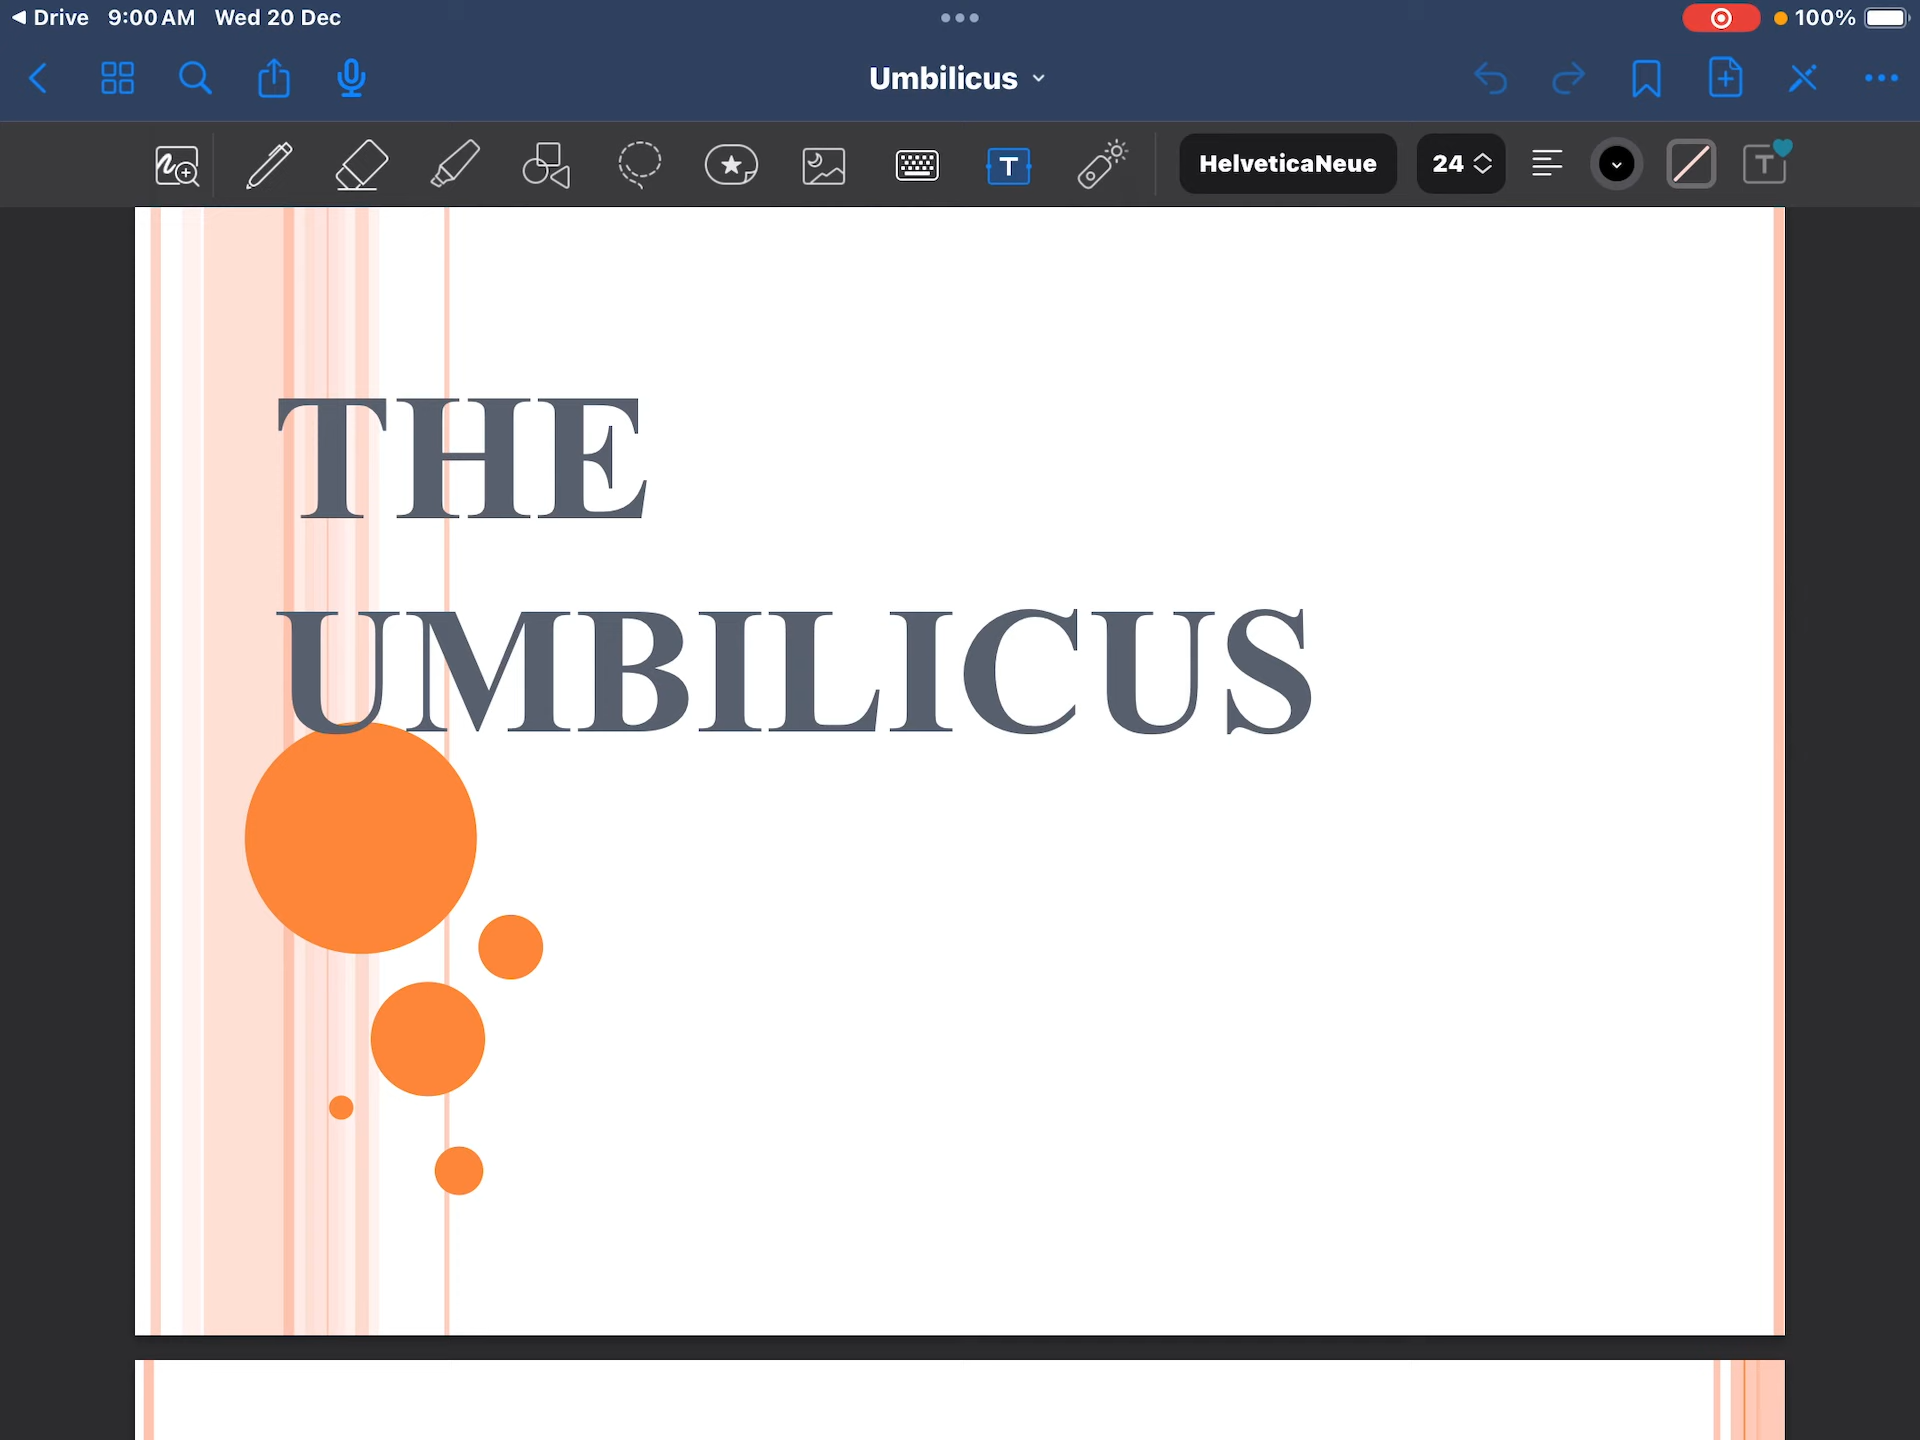 Drive 9:00 AM Wed 20 Dec
100%
Umbilicus
T
HelveticaNeue
24
T
THE
UMBILICUS